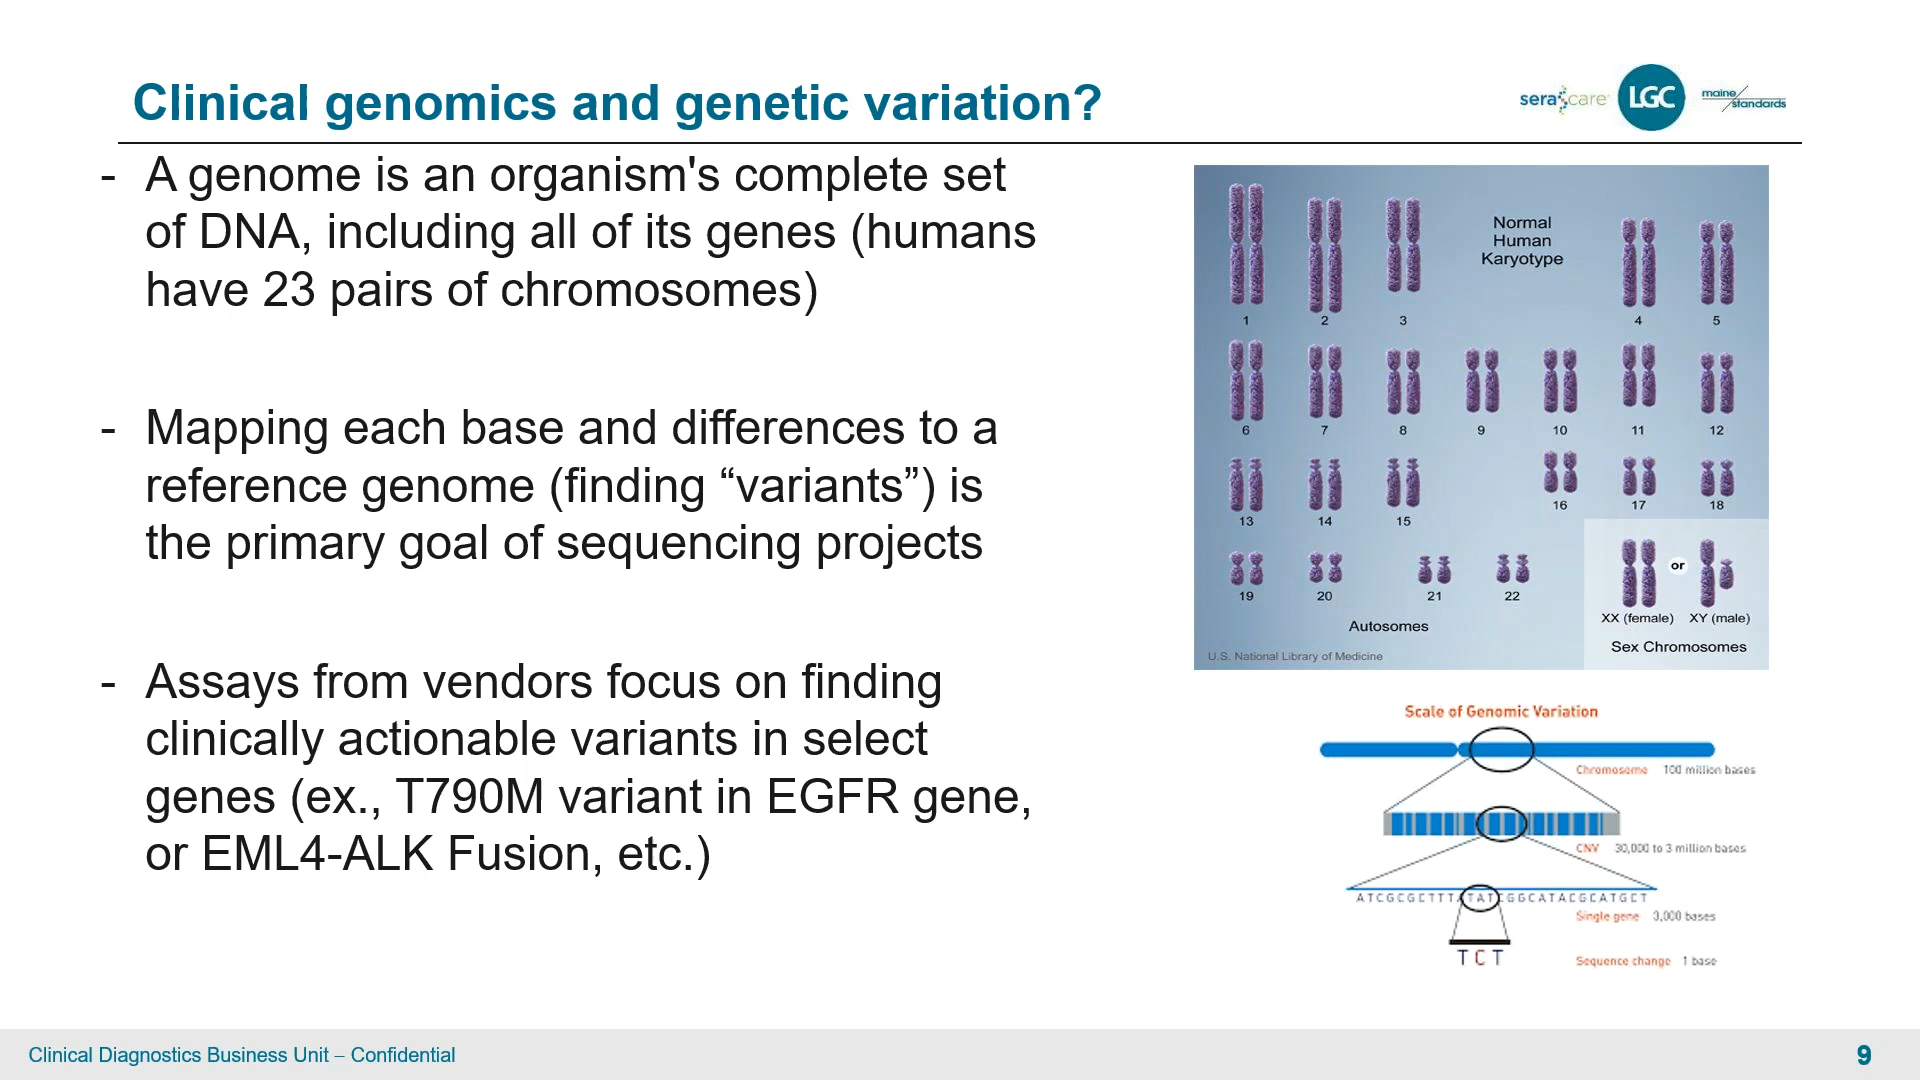 Clinical genomics and genetic variation?
seracare LGC maine standards
- A genome is an organism's complete set
of DNA, including all of its genes (humans
have 23 pairs of chromosomes)
- Mapping each base and differences to a
reference genome (finding “variants”) is
the primary goal of sequencing projects
- Assays from vendors focus on finding
clinically actionable variants in select
genes (ex., T790M variant in EGFR gene,
or EML4-ALK Fusion, etc.)
Normal
Human
Karyotype
1 2 3 4 5
6 7 8 9 10 11 12
13 14 15 16 17 18
19 20 21 22
or
XX (female) XY (male)
Autosomes
Sex Chromosomes
U.S. National Library of Medicine
Scale of Genomic Variation
Chromosome 100 million bases
CNV 30,000 to 3 million bases
ATCGCGCTTTATATCGGCATACGCATGCT
Single gene 3,000 bases
TCT
Sequence change 1 base
Clinical Diagnostics Business Unit – Confidential
9